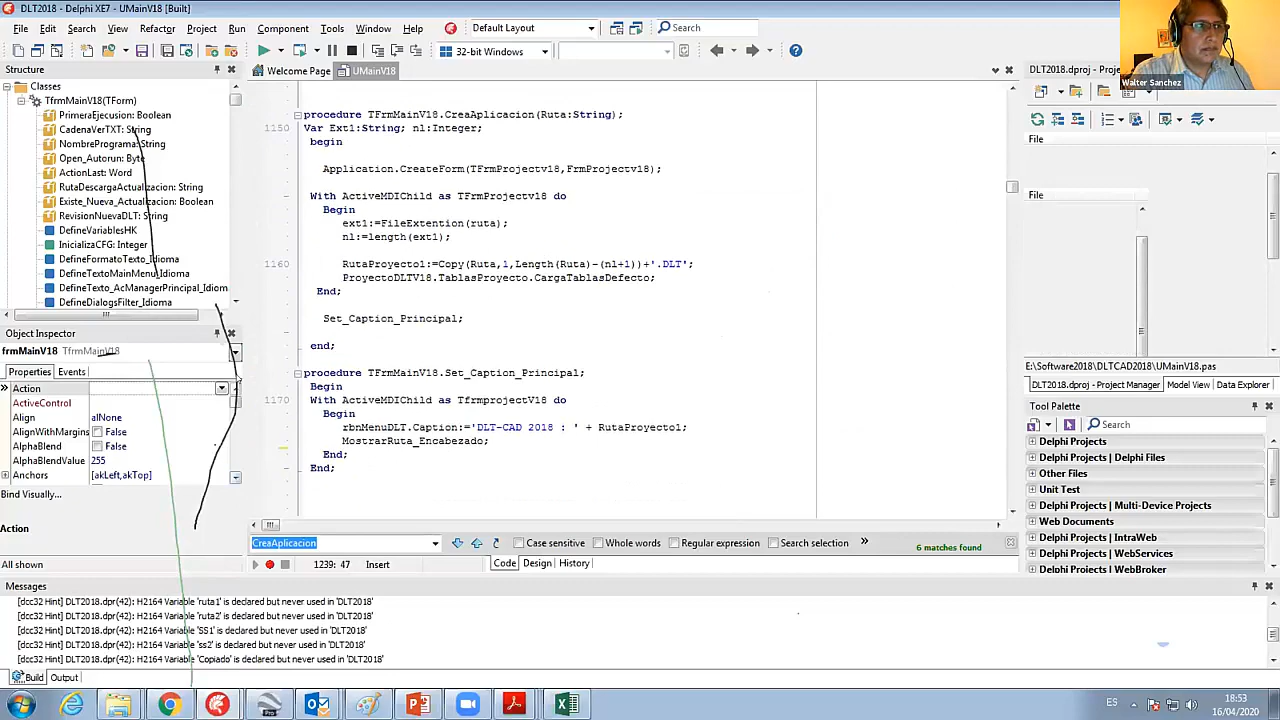 DLT2018 - Delphi XE7 - UMainV18 [Built]
File Edit Search View Refactor Project Run Component Tools Window Help Default Layout Search
32-bit Windows
Walter Sanchez
Structure
Classes
TfrmMainV18(TForm)
PrimeraEjecusion: Boolean
CadenaVerTXT: String
NombrePrograma: String
Open_Autorun: Byte
ActionLast: Word
RutaDescargaActualizacion: String
Existe_Nueva_Actualizacion: Boolean
RevisionNuevaDLT: String
DefineVariablesHK
InicializaCFG: Integer
DefineFormatoTexto_Idioma
DefineTextoMainMenu_Idioma
DefineTexto_AcManagerPrincipal_Idiom
DefineDialogsFilter_Idioma
Object Inspector
frmMainV18 TfrmMainV18
Properties Events
Action
ActiveControl
Align alNone
AlignWithMargins False
AlphaBlend False
AlphaBlendValue 255
Anchors [akLeft,akTop]
Bind Visually...
Action
All shown
Welcome Page UMainV18
procedure TFrmMainV18.CreaAplicacion(Ruta:String);
1150 Var Ext1:String; nl:Integer;
begin
Application.CreateForm(TFrmProjectv18,FrmProjectv18);
With ActiveMDIChild as TFrmProjectv18 do
Begin
ext1:=FileExtention(ruta);
nl:=length(ext1);
1160 RutaProyecto1:=Copy(Ruta,1,Length(Ruta)-(nl+1))+'.DLT';
ProyectoDLTV18.TablasProyecto.CargaTablasDefecto;
End;
Set_Caption_Principal;
end;
procedure TFrmMainV18.Set_Caption_Principal;
Begin
1170 With ActiveMDIChild as TfrmprojectV18 do
Begin
rbnMenuDLT.Caption:='DLT-CAD 2018 : ' + RutaProyecto1;
MostrarRuta_Encabezado;
End;
End;
CreaAplicacion Case sensitive Whole words Regular expression Search selection 6 matches found
1239: 47 Insert Code Design History
DLT2018.dproj - Proje
File
File
E:\Software2018\DLTCAD2018\UMainV18.pas
DLT2018.dproj - Project Manager Model View Data Explorer
Tool Palette
Search
Delphi Projects
Delphi Projects | Delphi Files
Other Files
Unit Test
Delphi Projects | Multi-Device Projects
Web Documents
Delphi Projects | IntraWeb
Delphi Projects | WebServices
Delphi Projects | WebBroker
Messages
[dcc32 Hint] DLT2018.dpr(42): H2164 Variable 'ruta1' is declared but never used in 'DLT2018'
[dcc32 Hint] DLT2018.dpr(42): H2164 Variable 'ruta2' is declared but never used in 'DLT2018'
[dcc32 Hint] DLT2018.dpr(42): H2164 Variable 'SS1' is declared but never used in 'DLT2018'
[dcc32 Hint] DLT2018.dpr(42): H2164 Variable 'ss2' is declared but never used in 'DLT2018'
[dcc32 Hint] DLT2018.dpr(42): H2164 Variable 'Copiado' is declared but never used in 'DLT2018'
Build Output
Pro
ES
18:53
16/04/2020